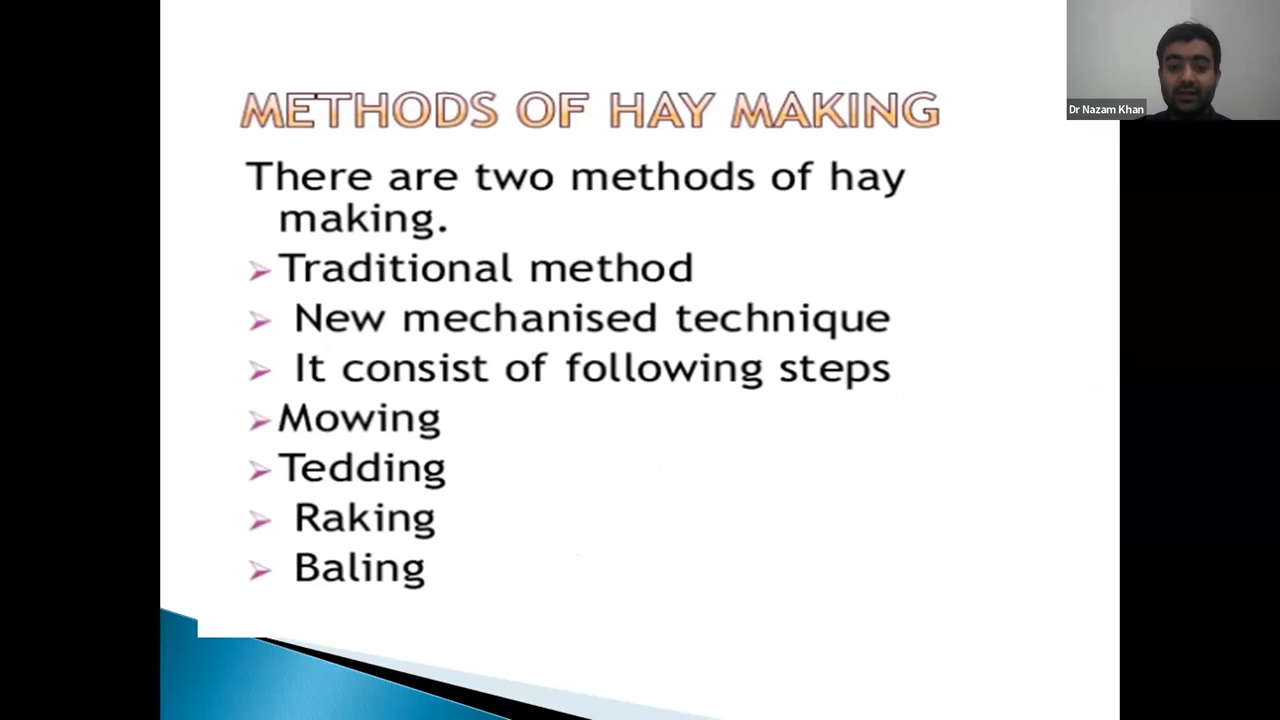 METHODS OF HAY MAKING
There are two methods of hay
making.
Traditional method
New mechanised technique
It consist of following steps
Mowing
Tedding
Raking
Baling
Dr Nazam Khan